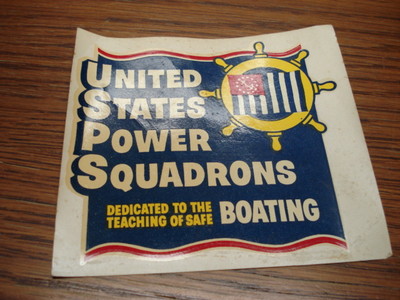 UNITED
STATES
POWER
SQUADRONS
DEDICATED TO THE
TEACHING OF SAFE BOATING